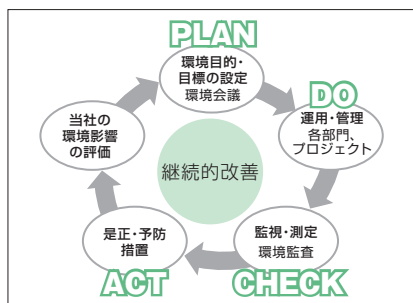 PLAN
環境目的・
目標の設定
環境会議
DO
運用・管理
各部門、
プロジェクト
監視・測定
環境監査
CHECK
是正・予防
措置
ACT
当社の
環境影響
の評価
継続的改善